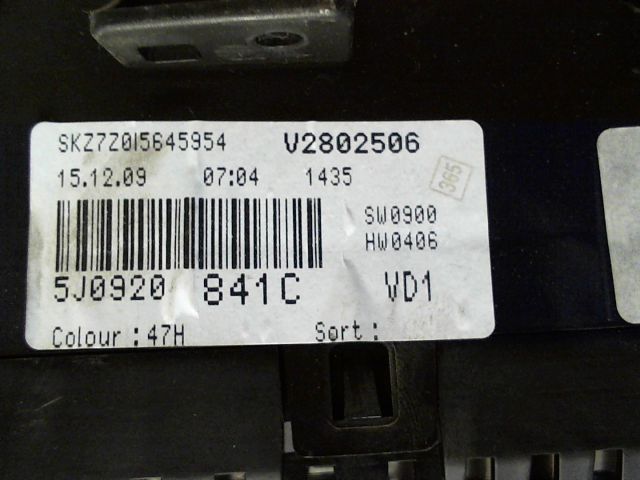 SKZ7Z0I5645954 V2802506
15.12.09 07:04 1435
365
SW0900
HW0406
5J0920 841C VD1
Colour : 47H Sort :